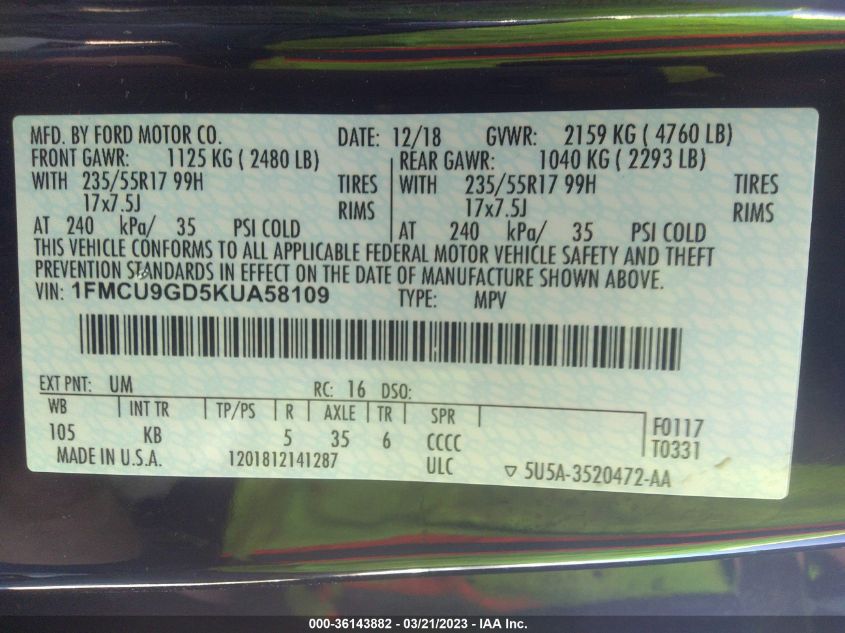 MFD. BY FORD MOTOR CO. DATE: 12/18 GVWR: 2159 KG ( 4760 LB)
FRONT GAWR: 1125 KG ( 2480 LB) REAR GAWR: 1040 KG ( 2293 LB)
WITH 235/55R17 99H TIRES WITH 235/55R17 99H TIRES
17x7.5J RIMS 17x7.5J RIMS
AT 240 kPa/ 35 PSI COLD AT 240 kPa/ 35 PSI COLD
THIS VEHICLE CONFORMS TO ALL APPLICABLE FEDERAL MOTOR VEHICLE SAFETY AND THEFT
PREVENTION STANDARDS IN EFFECT ON THE DATE OF MANUFACTURE SHOWN ABOVE.
VIN: 1FMCU9GD5KUA58109 TYPE: MPV
EXT PNT: UM RC: 16 DSO:
WB INT TR TP/PS R AXLE TR SPR F0117
105 KB 5 35 6 CCCC T0331
MADE IN U.S.A. 1201812141287 ULC ▽ 5U5A-3520472-AA
000-36143882 / 03/21/2023 / IAA Inc.